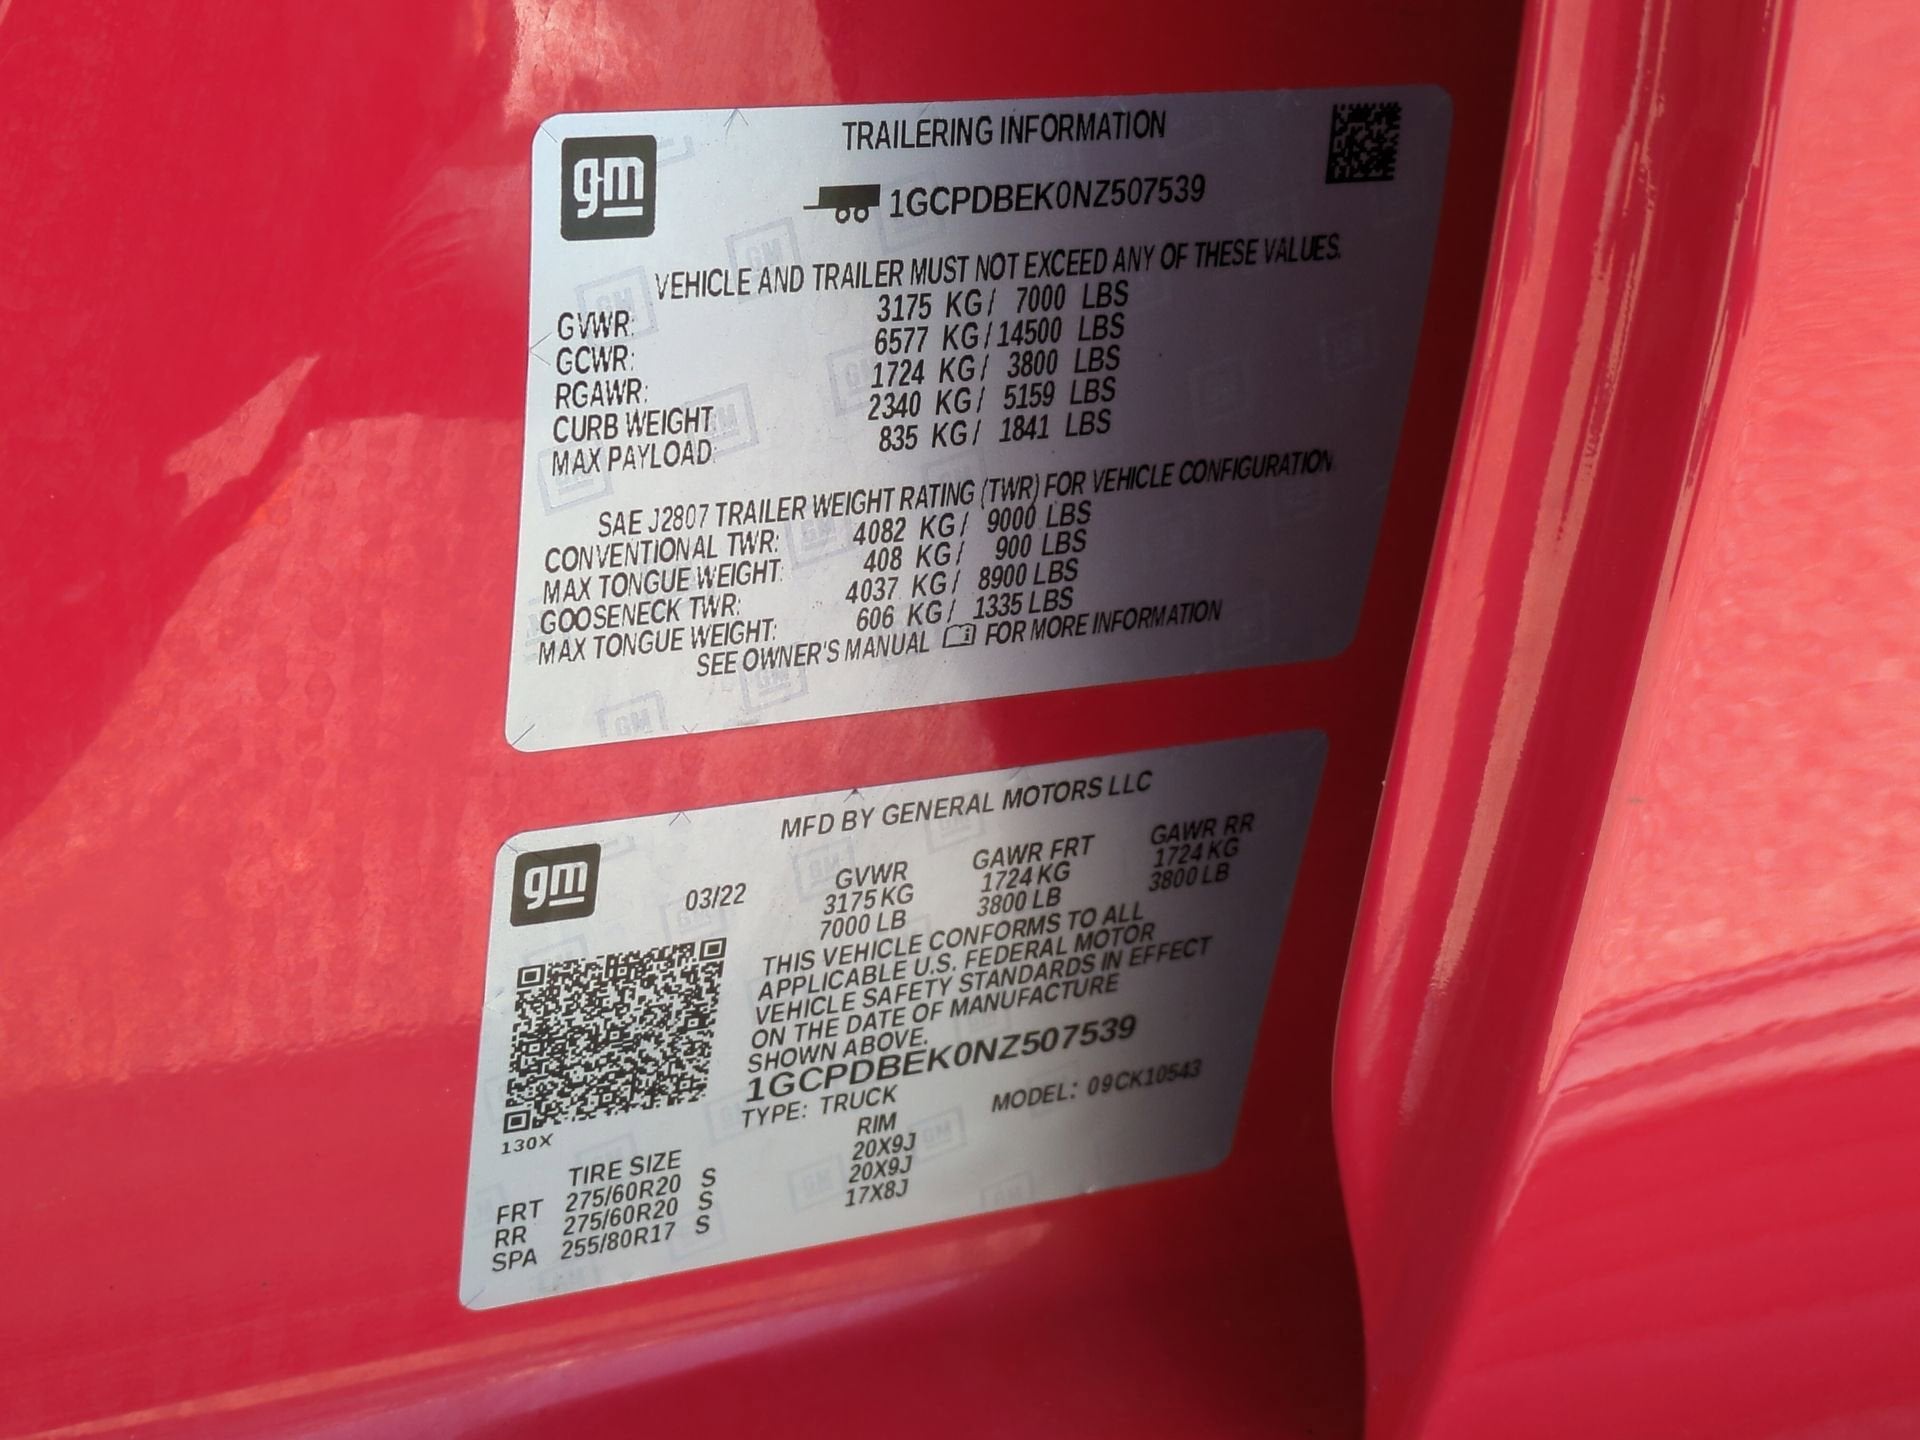 gm
TRAILERING INFORMATION
1GCPDBEK0NZ507539
VEHICLE AND TRAILER MUST NOT EXCEED ANY OF THESE VALUES.
GVWR: 3175 KG/ 7000 LBS
GCWR: 6577 KG/14500 LBS
RGAWR: 1724 KG/ 3800 LBS
CURB WEIGHT: 2340 KG/ 5159 LBS
MAX PAYLOAD: 835 KG/ 1841 LBS
SAE J2807 TRAILER WEIGHT RATING (TWR) FOR VEHICLE CONFIGURATION
CONVENTIONAL TWR: 4082 KG/ 9000 LBS
MAX TONGUE WEIGHT: 408 KG/ 900 LBS
GOOSENECK TWR: 4037 KG/ 8900 LBS
MAX TONGUE WEIGHT: 606 KG/ 1335 LBS
SEE OWNER'S MANUAL FOR MORE INFORMATION
gm
MFD BY GENERAL MOTORS LLC
03/22 GVWR GAWR FRT GAWR RR
3175 KG 1724 KG 1724 KG
7000 LB 3800 LB 3800 LB
THIS VEHICLE CONFORMS TO ALL
APPLICABLE U.S. FEDERAL MOTOR
VEHICLE SAFETY STANDARDS IN EFFECT
ON THE DATE OF MANUFACTURE
SHOWN ABOVE.
1GCPDBEK0NZ507539
TYPE: TRUCK MODEL: 09CK10543
130X
TIRE SIZE RIM
FRT 275/60R20 S 20X9J
RR 275/60R20 S 20X9J
SPA 255/80R17 S 17X8J